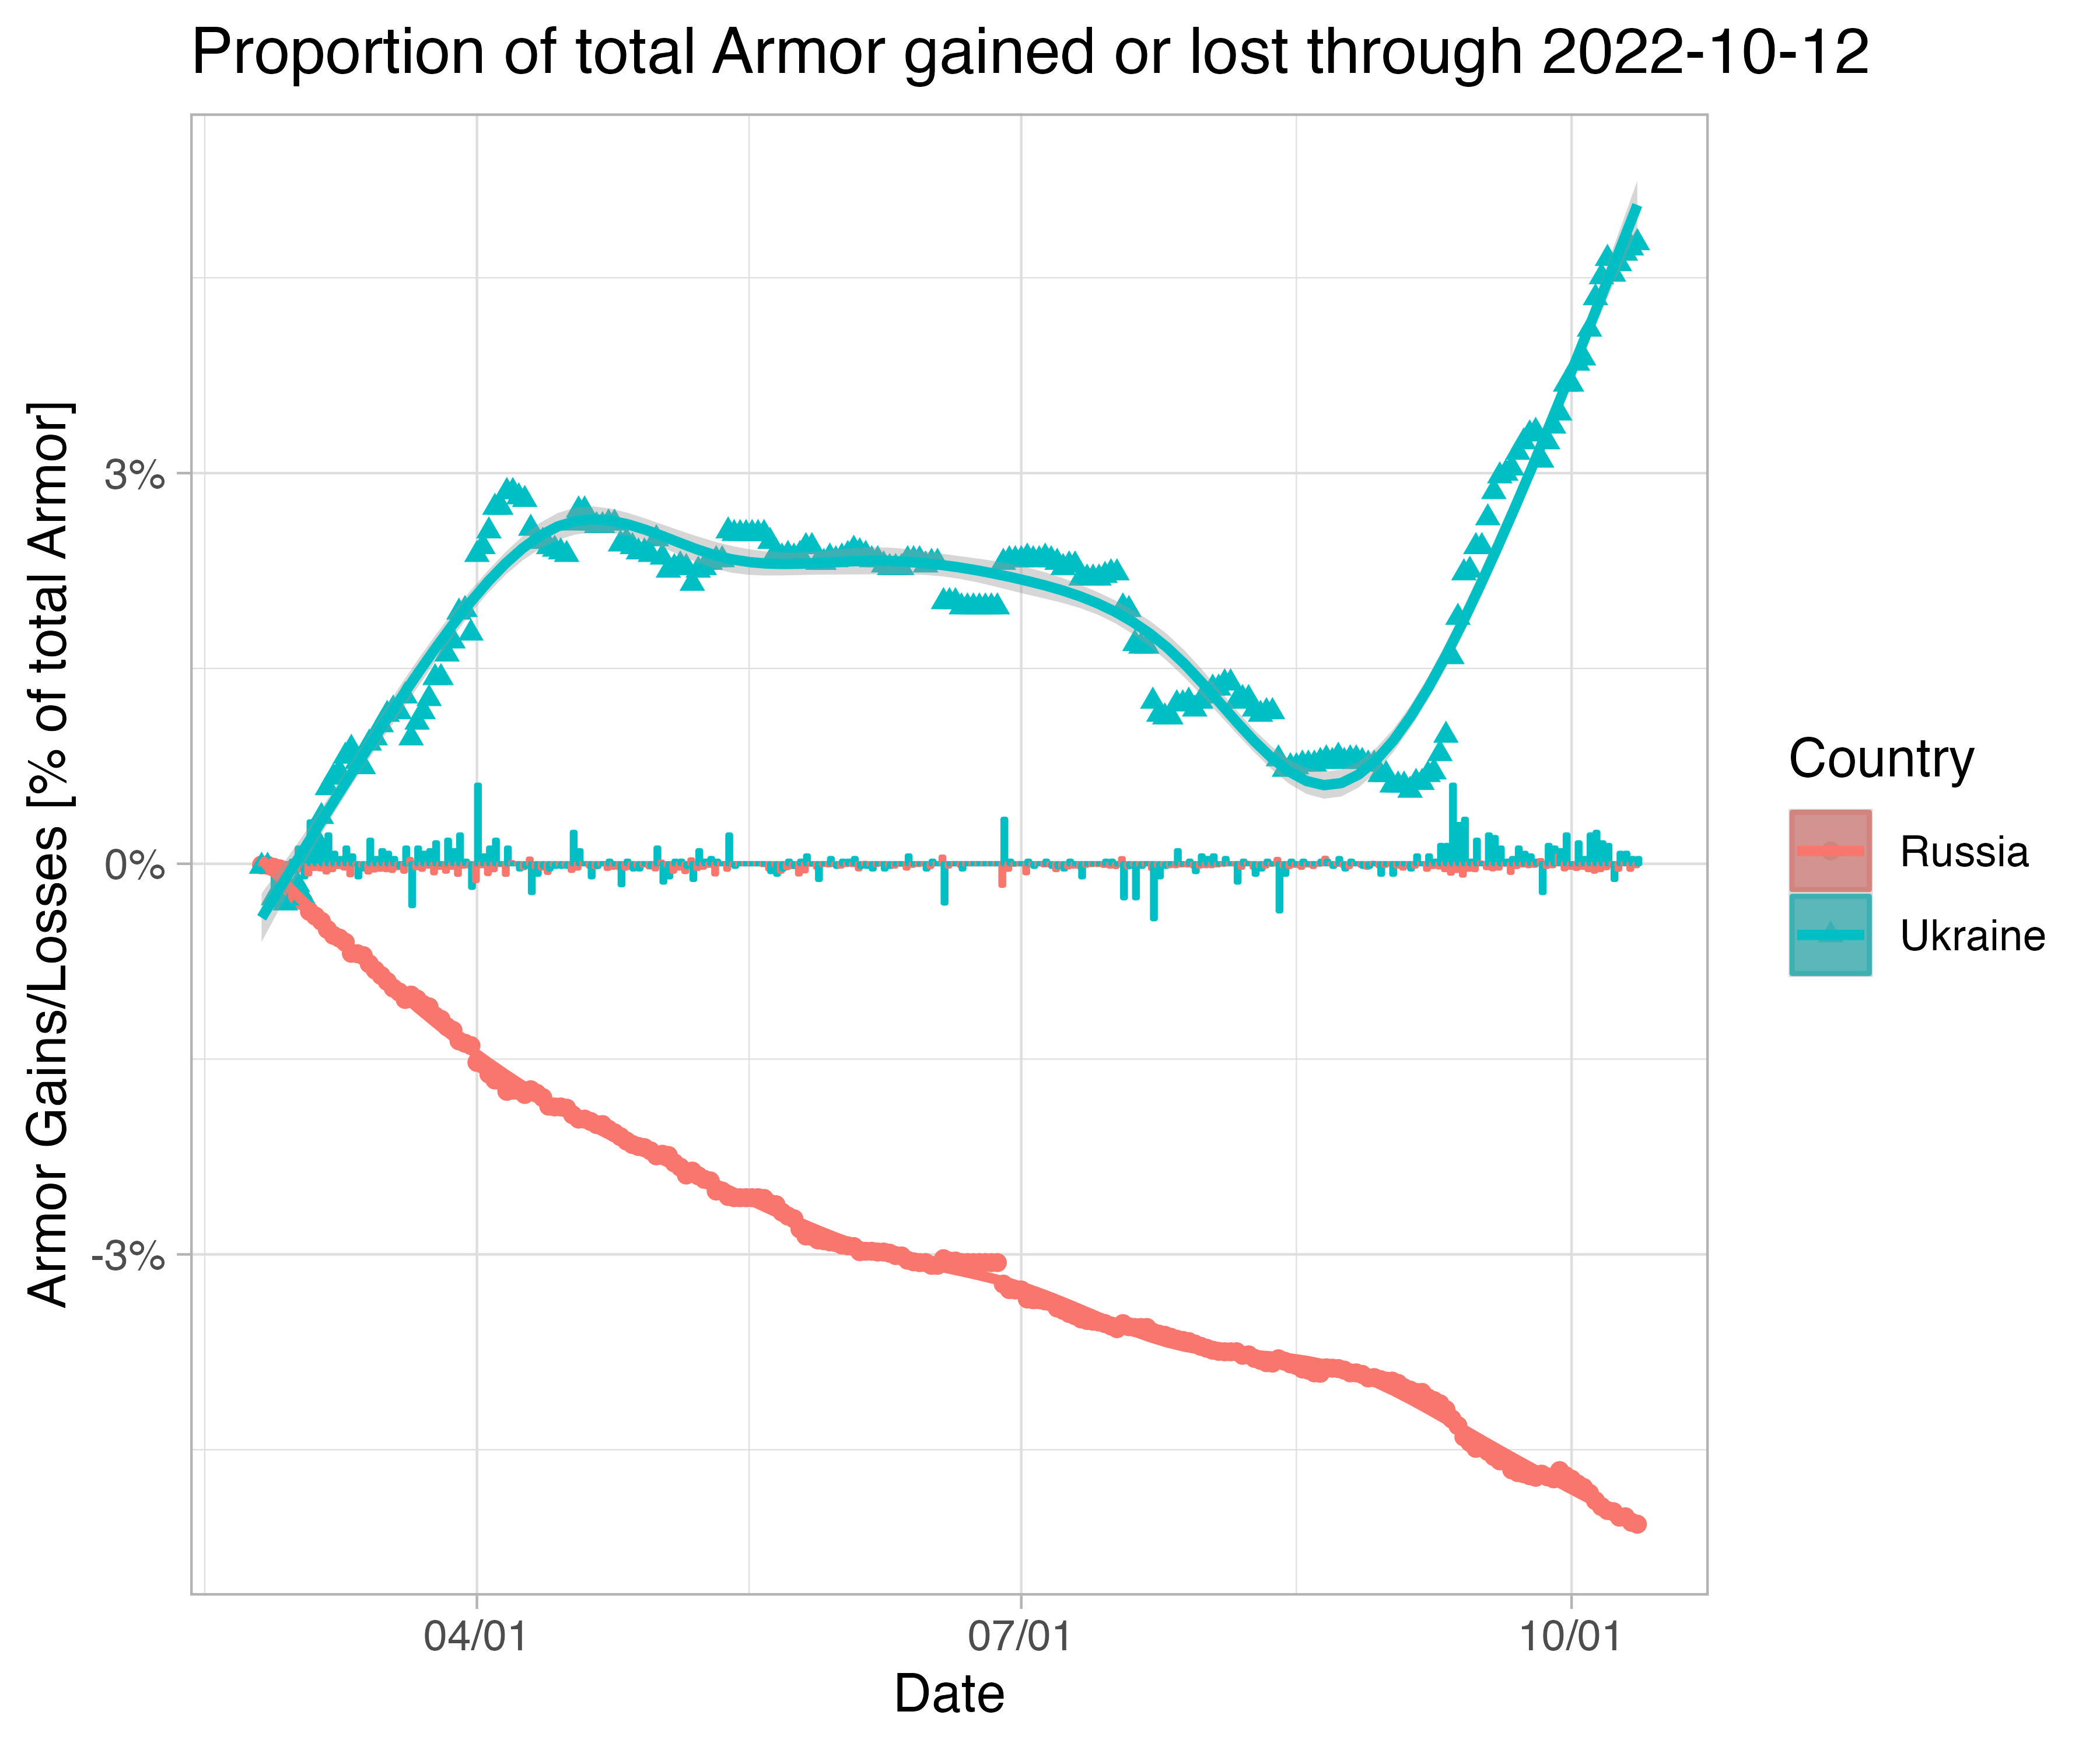 Proportion of total Armor gained or lost through 2022-10-12
Armor Gains/Losses [% of total Armor]
3%
0%
-3%
04/01
07/01
10/01
Date
Country
Russia
Ukraine